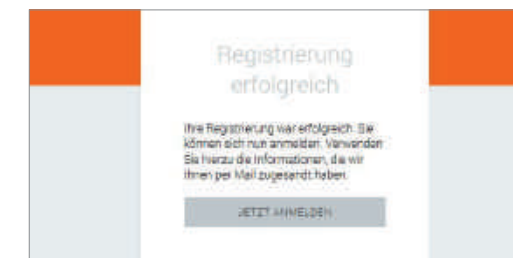 Registrierung
erfolgreich
Ihre Registrierung war erfolgreich. Sie
können sich nun anmelden. Verwenden
Sie hierzu die Informationen, die wir
Ihnen per Mail zugesandt haben.
JETZT ANMELDEN